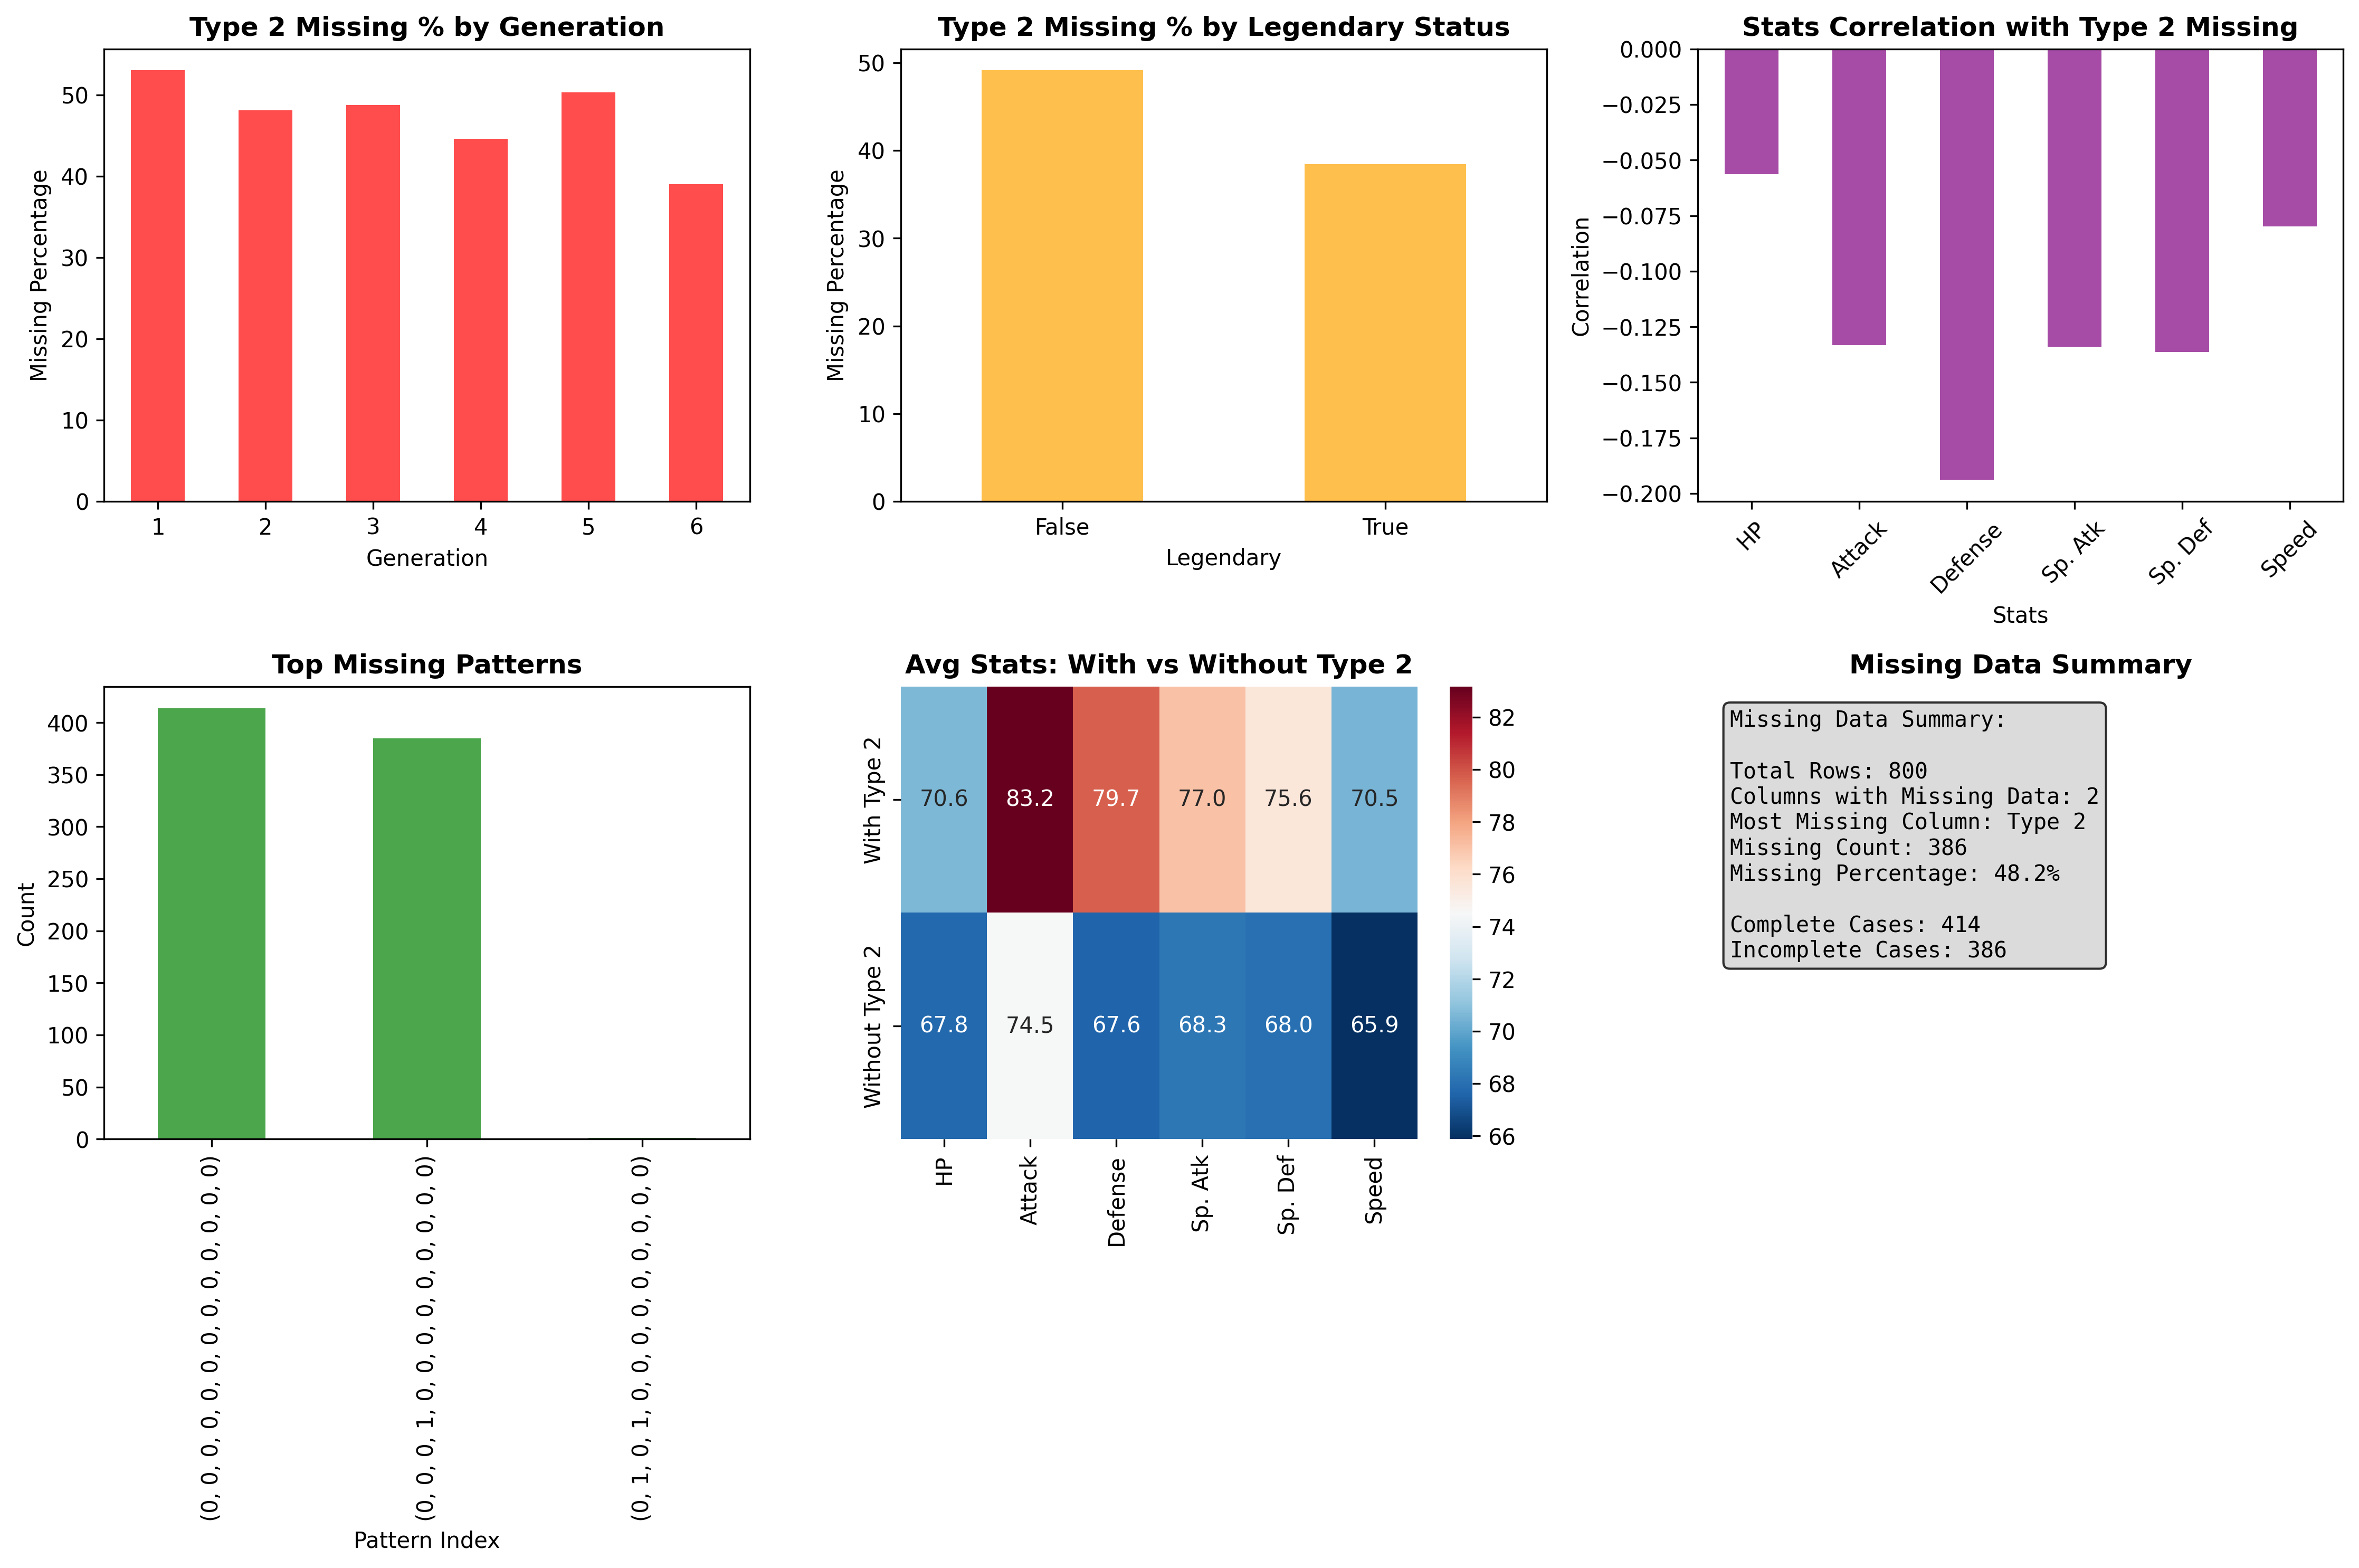 Type 2 Missing % by Generation
Missing Percentage
50
40
30
20
10
0
1 2 3 4 5 6
Generation
Type 2 Missing % by Legendary Status
Missing Percentage
50
40
30
20
10
0
False True
Legendary
Stats Correlation with Type 2 Missing
Correlation
0.000
−0.025
−0.050
−0.075
−0.100
−0.125
−0.150
−0.175
−0.200
HP Attack Defense Sp. Atk Sp. Def Speed
Stats
Top Missing Patterns
Count
400
350
300
250
200
150
100
50
0
(0, 0, 0, 0, 0, 0, 0, 0, 0, 0, 0, 0, 0)
(0, 0, 0, 1, 0, 0, 0, 0, 0, 0, 0, 0, 0)
(0, 1, 0, 1, 0, 0, 0, 0, 0, 0, 0, 0, 0)
Pattern Index
Avg Stats: With vs Without Type 2
With Type 2
70.6 83.2 79.7 77.0 75.6 70.5
Without Type 2
67.8 74.5 67.6 68.3 68.0 65.9
HP Attack Defense Sp. Atk Sp. Def Speed
82
80
78
76
74
72
70
68
66
Missing Data Summary
Missing Data Summary:
Total Rows: 800
Columns with Missing Data: 2
Most Missing Column: Type 2
Missing Count: 386
Missing Percentage: 48.2%
Complete Cases: 414
Incomplete Cases: 386